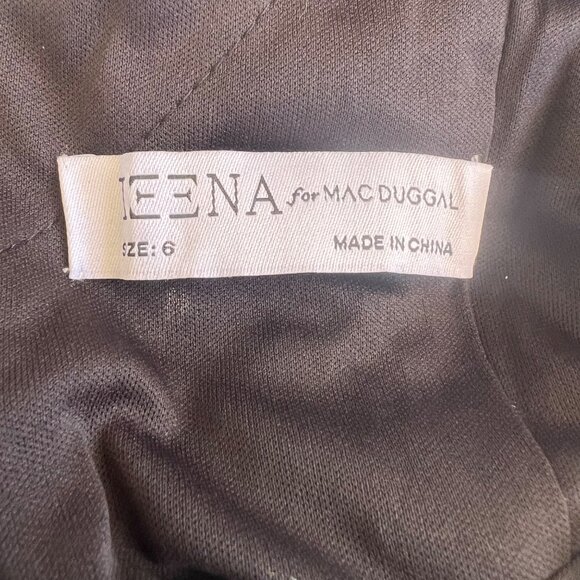 IEENA for MAC DUGGAL
SIZE: 6 MADE IN CHINA